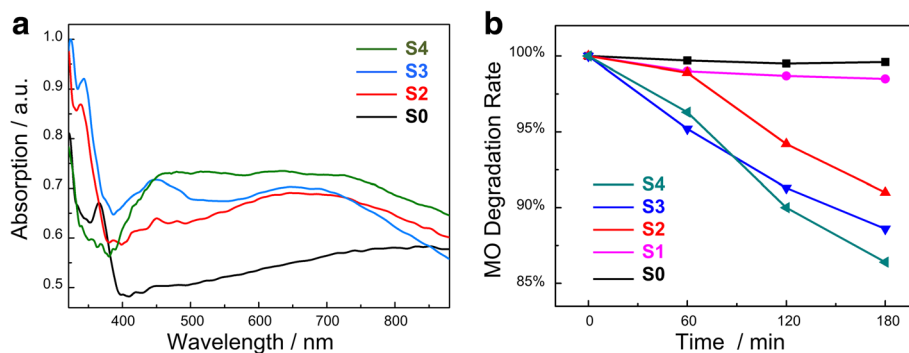 a
Absorption / a.u.
1.0
0.9
0.8
0.7
0.6
0.5
S4
S3
S2
S0
400
500
600
700
800
Wavelength / nm
b
MO Degradation Rate
100%
95%
90%
85%
S4
S3
S2
S1
S0
0
60
120
180
Time / min